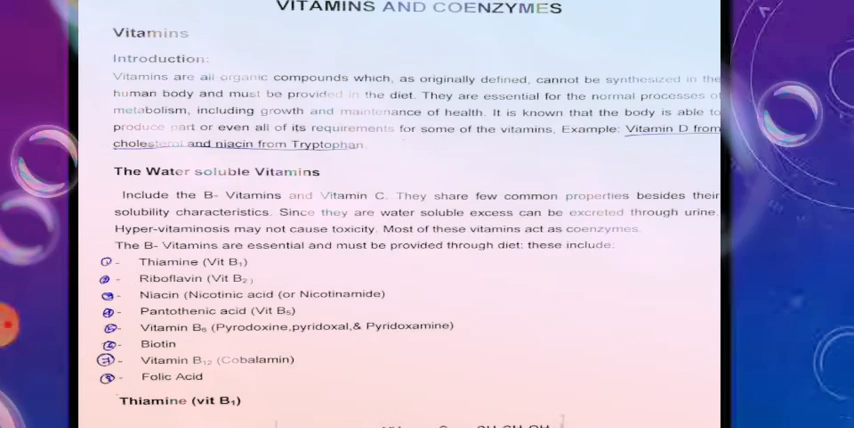 VITAMINS AND COENZYMES
Vitamins
Introduction:
Vitamins are all organic compounds which, as originally defined, cannot be synthesized in the
human body and must be provided in the diet. They are essential for the normal processes of
metabolism, including growth and maintenance of health. It is known that the body is able to
produce part or even all of its requirements for some of the vitamins, Example: Vitamin D from
cholesterol and niacin from Tryptophan
The Water soluble Vitamins
Include the B- Vitamins and Vitamin C. They share few common properties besides their
solubility characteristics. Since they are water soluble excess can be excreted through urine.
Hyper-vitaminosis may not cause toxicity. Most of these vitamins act as coenzymes.
The B- Vitamins are essential and must be provided through diet; these include:
① - Thiamine (Vit B₁)
② - Riboflavin (Vit B₂)
③ - Niacin (Nicotinic acid (or Nicotinamide)
④ - Pantothenic acid (Vit B₅)
⑤ - Vitamin B₆ (Pyrodoxine,pyridoxal,& Pyridoxamine)
⑥ - Biotin
⑦ - Vitamin B₁₂ (Cobalamin)
⑧ - Folic Acid
Thiamine (vit B₁)